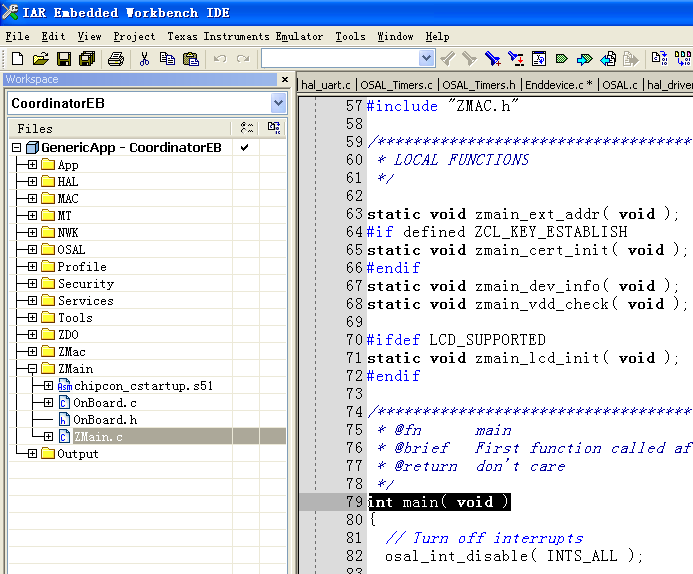 IAR Embedded Workbench IDE
File Edit View Project Texas Instruments Emulator Tools Window Help
Workspace ×
hal_uart.c OSAL_Timers.c OSAL_Timers.h Enddevice.c * OSAL.c hal_driver
CoordinatorEB
Files
GenericApp - CoordinatorEB ✔
App
HAL
MAC
MT
NWK
OSAL
Profile
Security
Services
Tools
ZDO
ZMac
ZMain
Asm chipcon_cstartup.s51
c OnBoard.c
h OnBoard.h
c ZMain.c
Output
57 #include "ZMAC.h"
58
59 /***********************************
60 * LOCAL FUNCTIONS
61 */
62
63 static void zmain_ext_addr( void );
64 #if defined ZCL_KEY_ESTABLISH
65 static void zmain_cert_init( void );
66 #endif
67 static void zmain_dev_info( void );
68 static void zmain_vdd_check( void );
69
70 #ifdef LCD_SUPPORTED
71 static void zmain_lcd_init( void );
72 #endif
73
74 /***********************************
75 * @fn main
76 * @brief First function called af
77 * @return don't care
78 */
79 int main( void )
80 {
81 // Turn off interrupts
82 osal_int_disable( INTS_ALL );